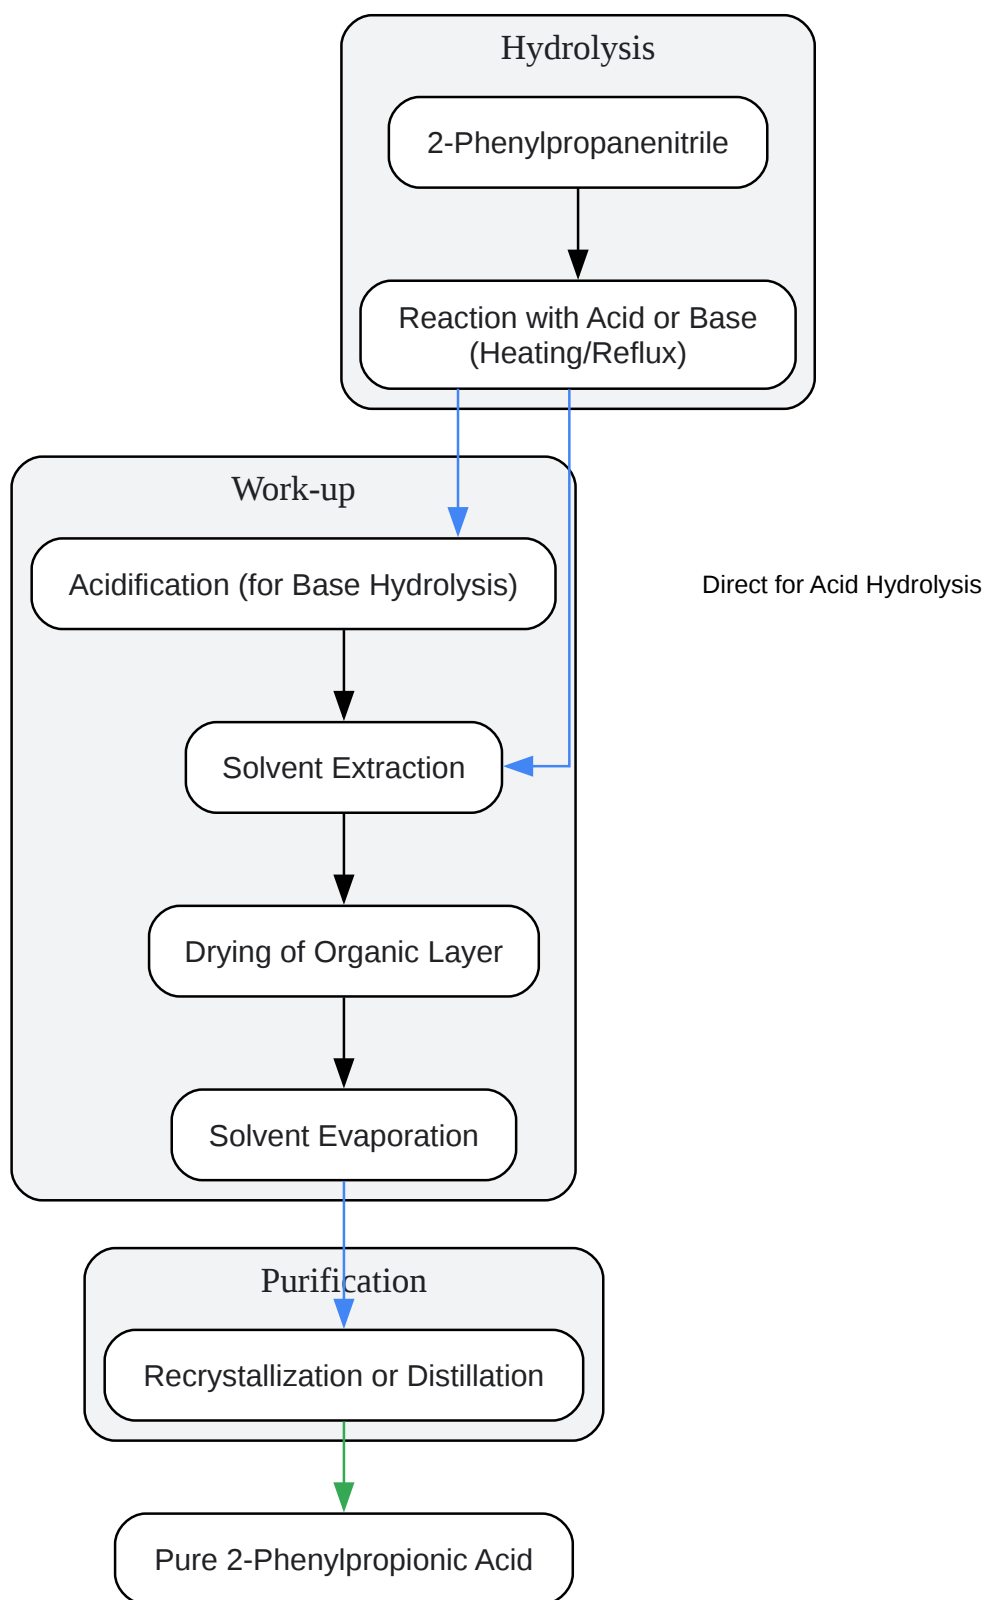 Hydrolysis
2-Phenylpropanenitrile
Reaction with Acid or Base
(Heating/Reflux)
Work-up
Acidification (for Base Hydrolysis)
Direct for Acid Hydrolysis
Solvent Extraction
Drying of Organic Layer
Solvent Evaporation
Purification
Recrystallization or Distillation
Pure 2-Phenylpropionic Acid